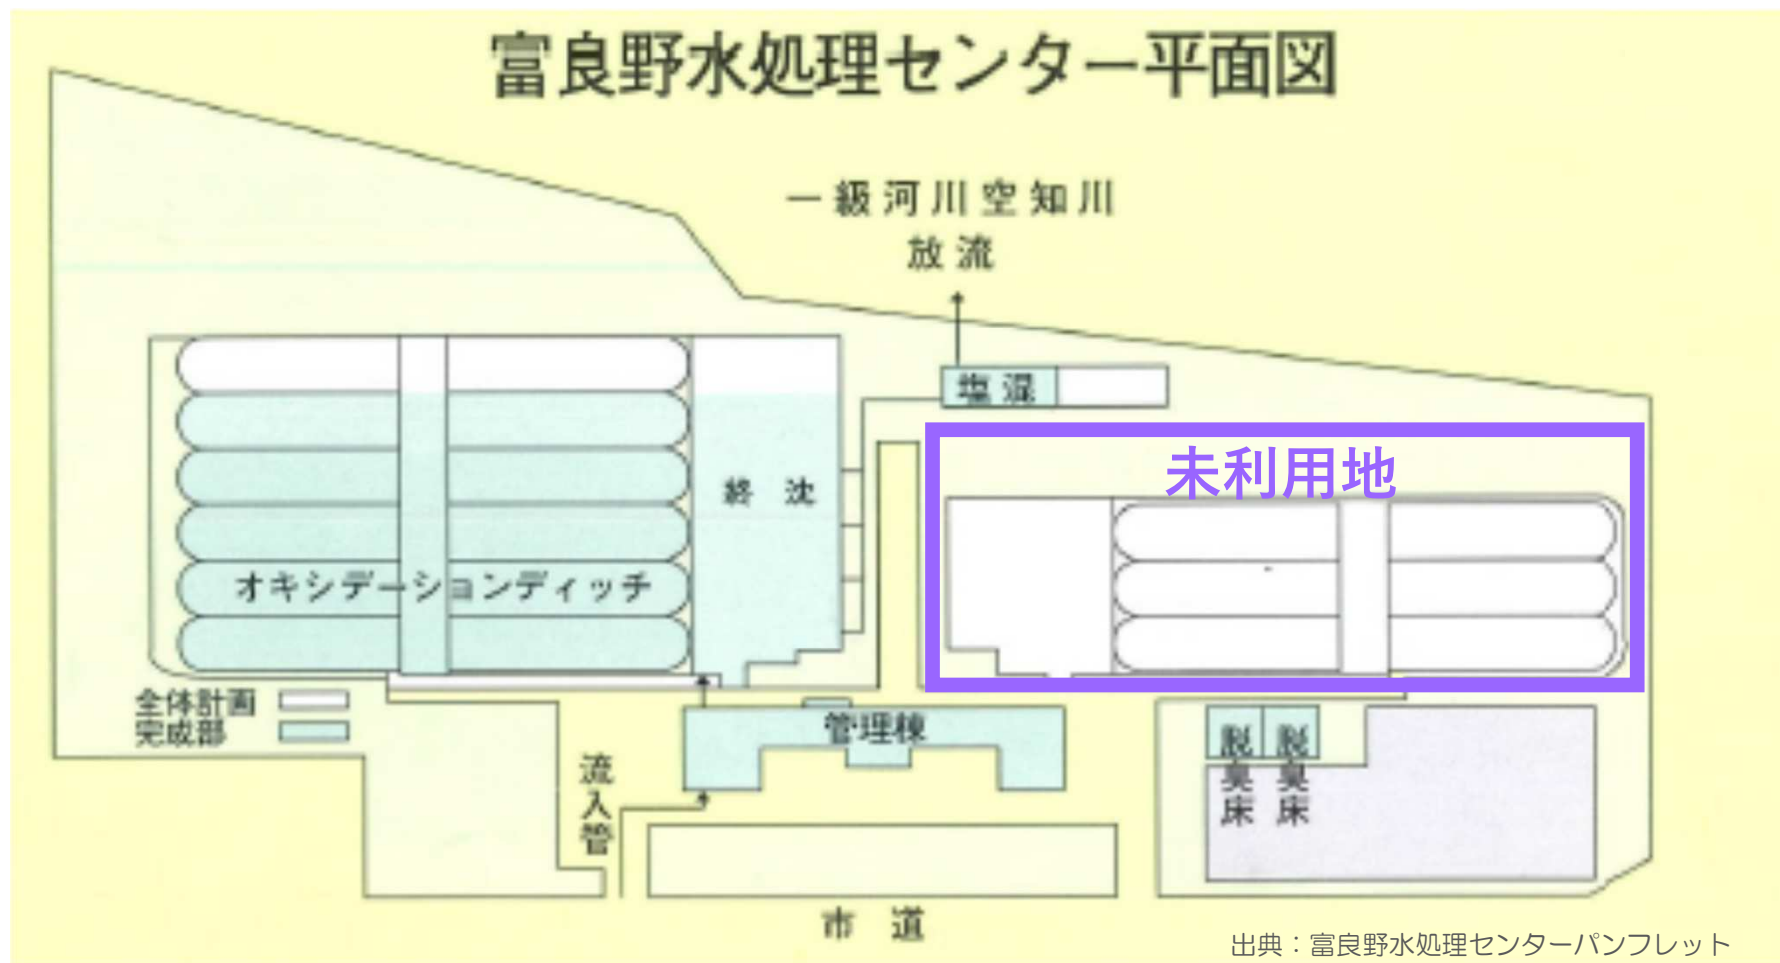 富良野水処理センター平面図
一級河川空知川
放流
塩混
未利用地
終沈
オキシデーションディッチ
全体計画
完成部
管理棟
流入管
脱臭床
脱臭床
市道
出典：富良野水処理センターパンフレット